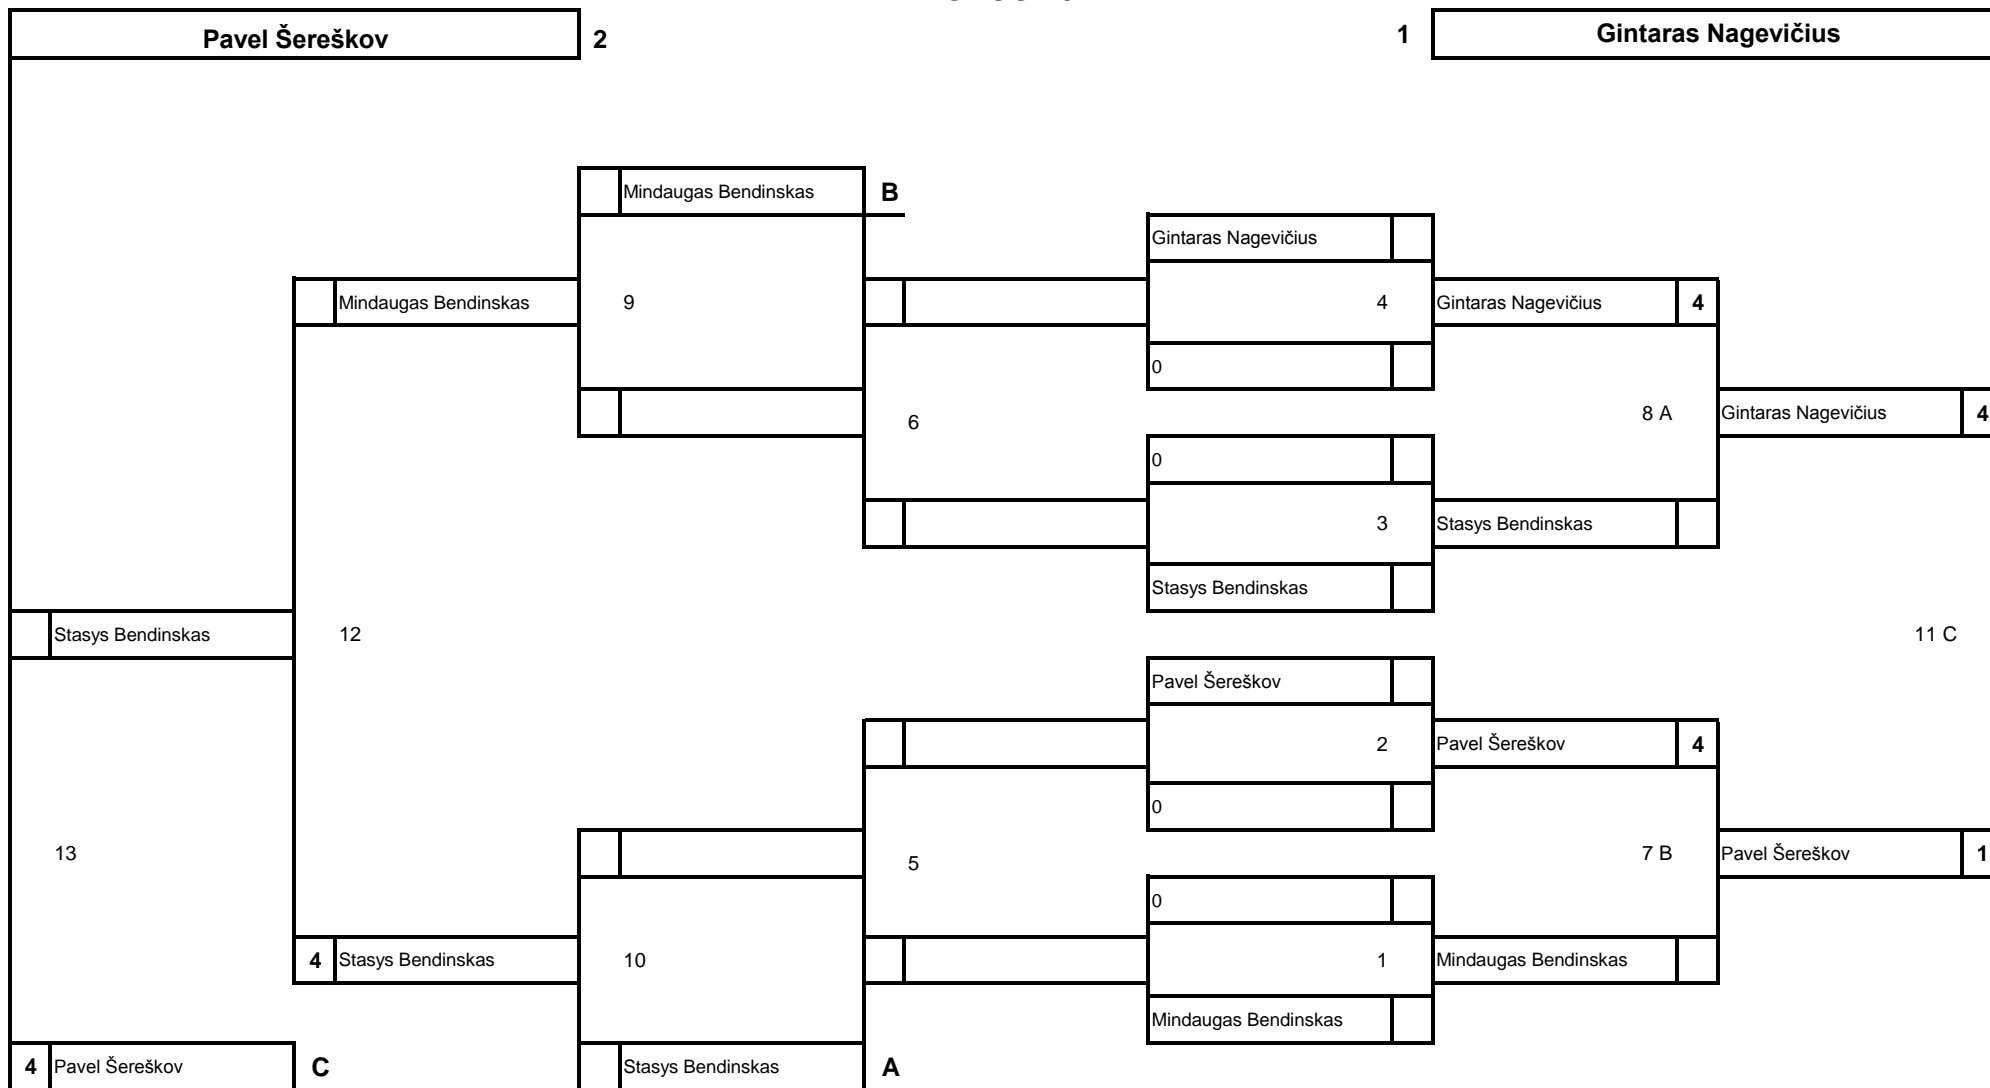 Pavel Šereškov 2 1 Gintaras Nagevičius
Mindaugas Bendinskas B
Gintaras Nagevičius
Mindaugas Bendinskas 9 4 Gintaras Nagevičius 4
0
6 8 A Gintaras Nagevičius 4
0
3 Stasys Bendinskas
Stasys Bendinskas
Stasys Bendinskas 12 11 C
Pavel Šereškov
2 Pavel Šereškov 4
0
13 5 7 B Pavel Šereškov 1
0
4 Stasys Bendinskas 10 1 Mindaugas Bendinskas
Mindaugas Bendinskas
4 Pavel Šereškov C Stasys Bendinskas A